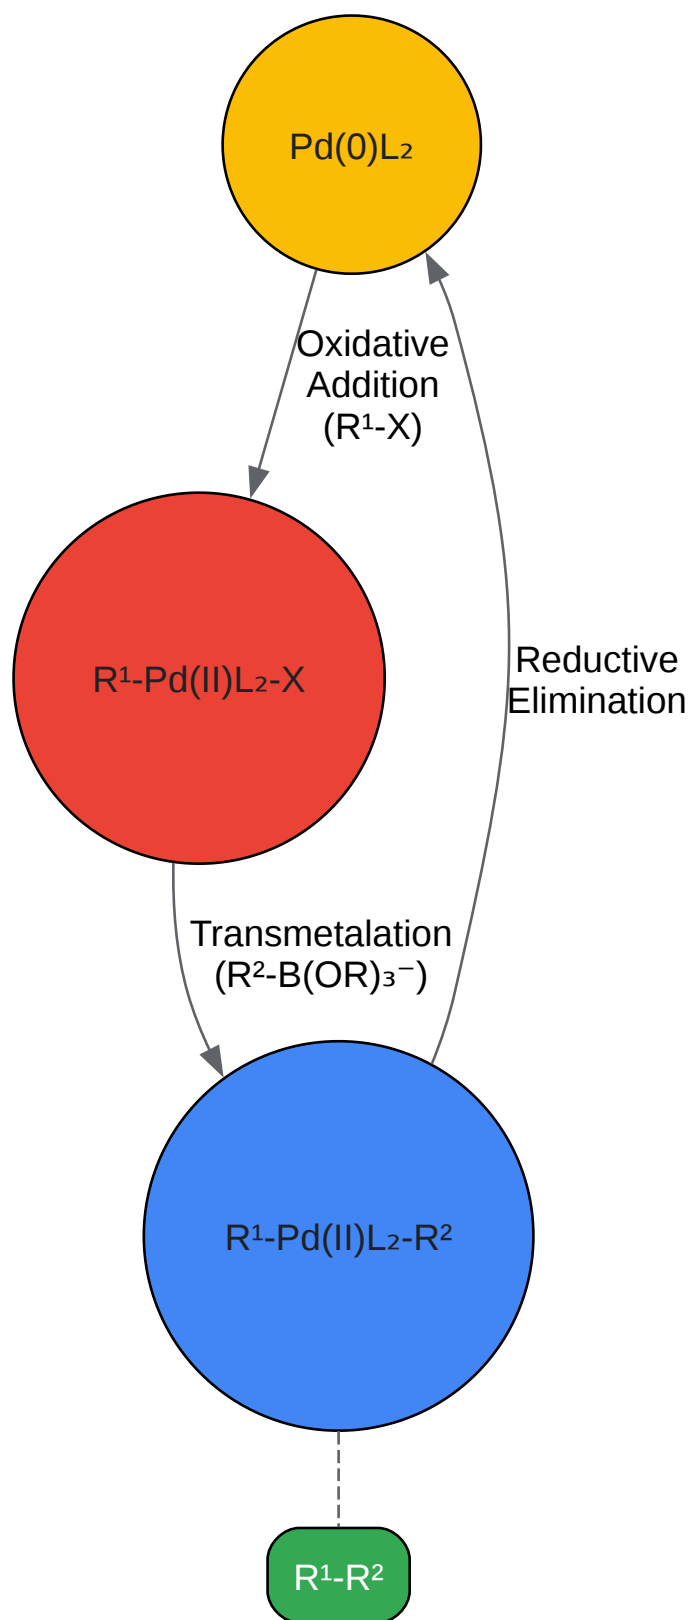 Pd(0)L₂
Oxidative
Addition
(R¹-X)
R¹-Pd(II)L₂-X
Reductive
Elimination
Transmetalation
(R²-B(OR)₃⁻)
R¹-Pd(II)L₂-R²
R¹-R²